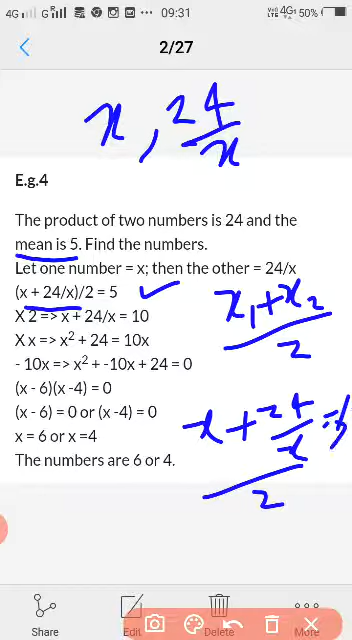 4G G R 4G 50% 09:31
2/27
x, 24/x
E.g.4
The product of two numbers is 24 and the
mean is 5. Find the numbers.
Let one number = x; then the other = 24/x
(x + 24/x)/2 = 5
X 2 => x + 24/x = 10
X x => x² + 24 = 10x
- 10x => x² + -10x + 24 = 0
(x - 6)(x -4) = 0
(x - 6) = 0 or (x -4) = 0
x = 6 or x =4
The numbers are 6 or 4.
x₁+x₂
2
x+24/x
2
Share Edit Delete More